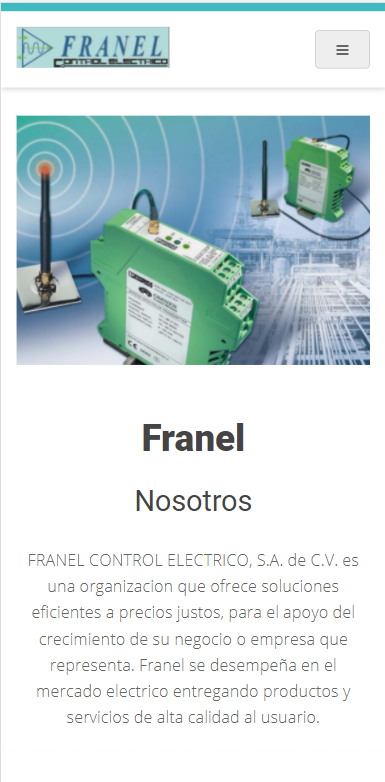 FRANEL
CONTROL ELECTRICO
Franel
Nosotros
FRANEL CONTROL ELECTRICO, S.A. de C.V. es
una organizacion que ofrece soluciones
eficientes a precios justos, para el apoyo del
crecimiento de su negocio o empresa que
representa. Franel se desempeña en el
mercado electrico entregando productos y
servicios de alta calidad al usuario.